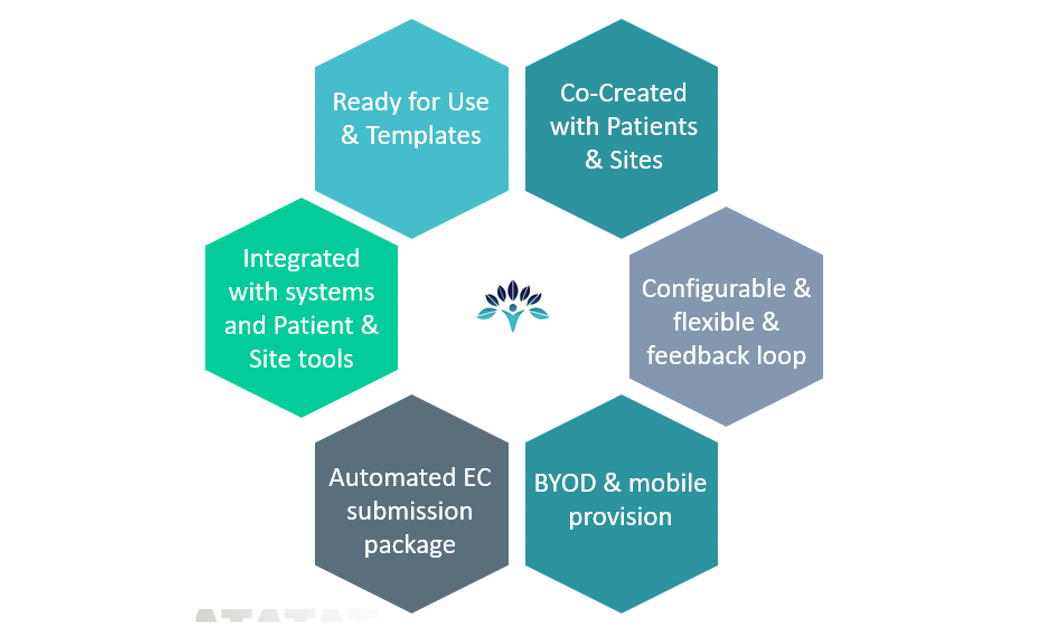 Ready for Use
& Templates
Co-Created
with Patients
& Sites
Integrated
with systems
and Patient &
Site tools
Configurable &
flexible &
feedback loop
Automated EC
submission
package
BYOD & mobile
provision